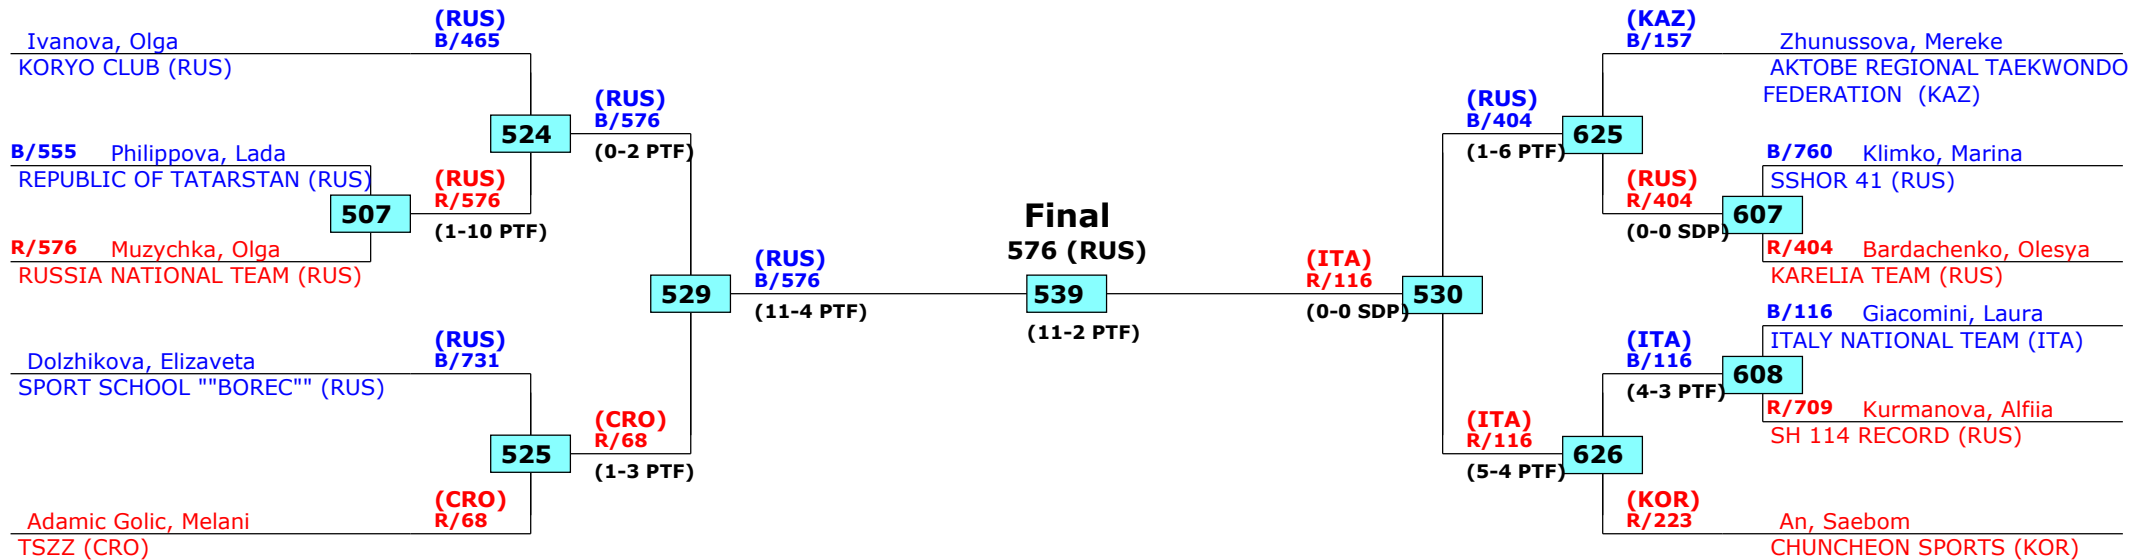 (RUS)
Ivanova, Olga
B/465
KORYO CLUB (RUS)
(RUS)
B/576
524
(0-2 PTF)
B/555 Philippova, Lada
REPUBLIC OF TATARSTAN (RUS)
(RUS)
R/576
507
(1-10 PTF)
R/576 Muzychka, Olga
RUSSIA NATIONAL TEAM (RUS)
(RUS)
B/576
529
(11-4 PTF)
(RUS)
Dolzhikova, Elizaveta
B/731
SPORT SCHOOL ""BOREC"" (RUS)
(CRO)
R/68
525
(1-3 PTF)
(CRO)
Adamic Golic, Melani
R/68
TSZZ (CRO)
Final
576 (RUS)
539
(11-2 PTF)
(ITA)
R/116
530
(0-0 SDP)
(RUS)
B/404
625
(1-6 PTF)
(KAZ)
B/157
Zhunussova, Mereke
AKTOBE REGIONAL TAEKWONDO
FEDERATION (KAZ)
B/760 Klimko, Marina
SSHOR 41 (RUS)
(RUS)
R/404
607
(0-0 SDP)
R/404 Bardachenko, Olesya
KARELIA TEAM (RUS)
B/116 Giacomini, Laura
ITALY NATIONAL TEAM (ITA)
(ITA)
B/116
608
(4-3 PTF)
R/709 Kurmanova, Alfiia
SH 114 RECORD (RUS)
(ITA)
R/116
626
(5-4 PTF)
(KOR)
R/223
An, Saebom
CHUNCHEON SPORTS (KOR)